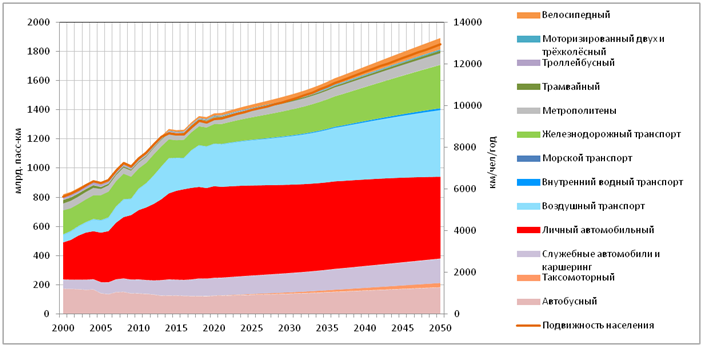 2000
1800
1600
1400
1200
1000
800
600
400
200
0
млрд. пасс-км
2000 2005 2010 2015 2020 2025 2030 2035 2040 2045 2050
14000
12000
10000
8000
6000
4000
2000
0
км/чел/год
Велосипедный
Моторизированный двух и
трёхколёсный
Троллейбусный
Трамвайный
Метрополитены
Железнодорожный транспорт
Морской транспорт
Внутренний водный транспорт
Воздушный транспорт
Личный автомобильный
Служебные автомобили и
каршеринг
Таксомоторный
Автобусный
Подвижность населения